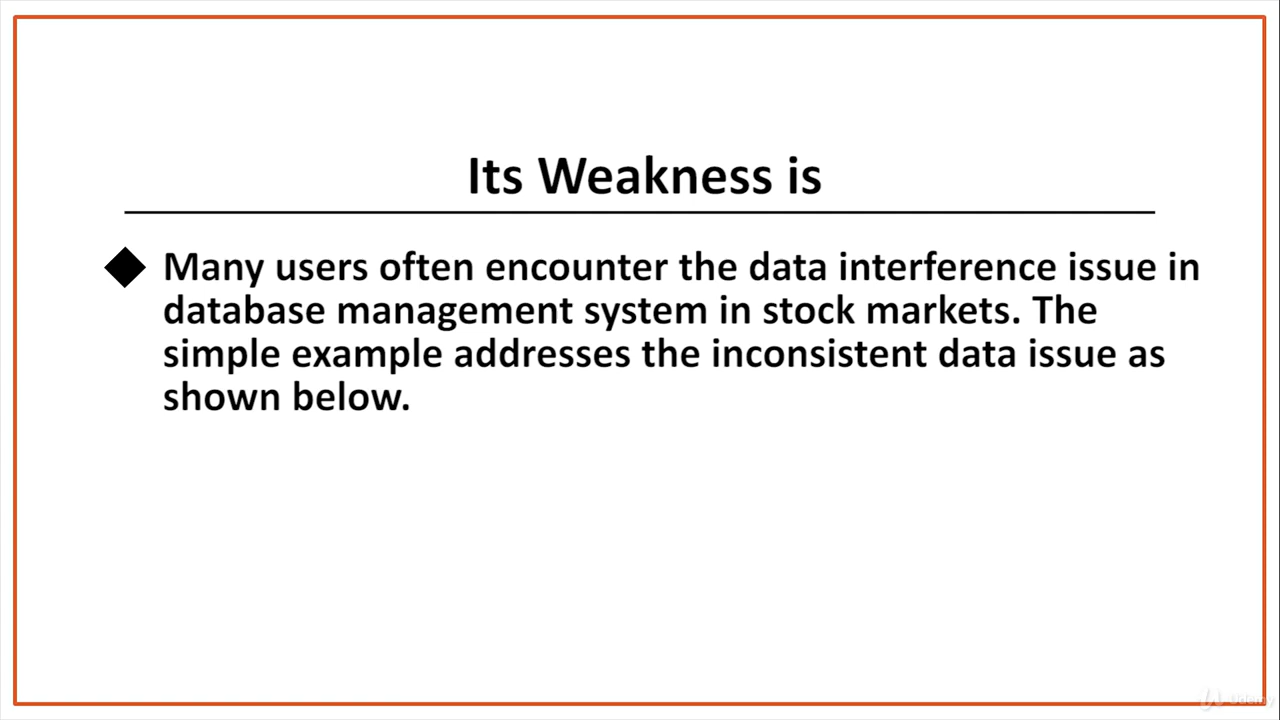 Its Weakness is
Many users often encounter the data interference issue in
database management system in stock markets. The
simple example addresses the inconsistent data issue as
shown below.
Udemy